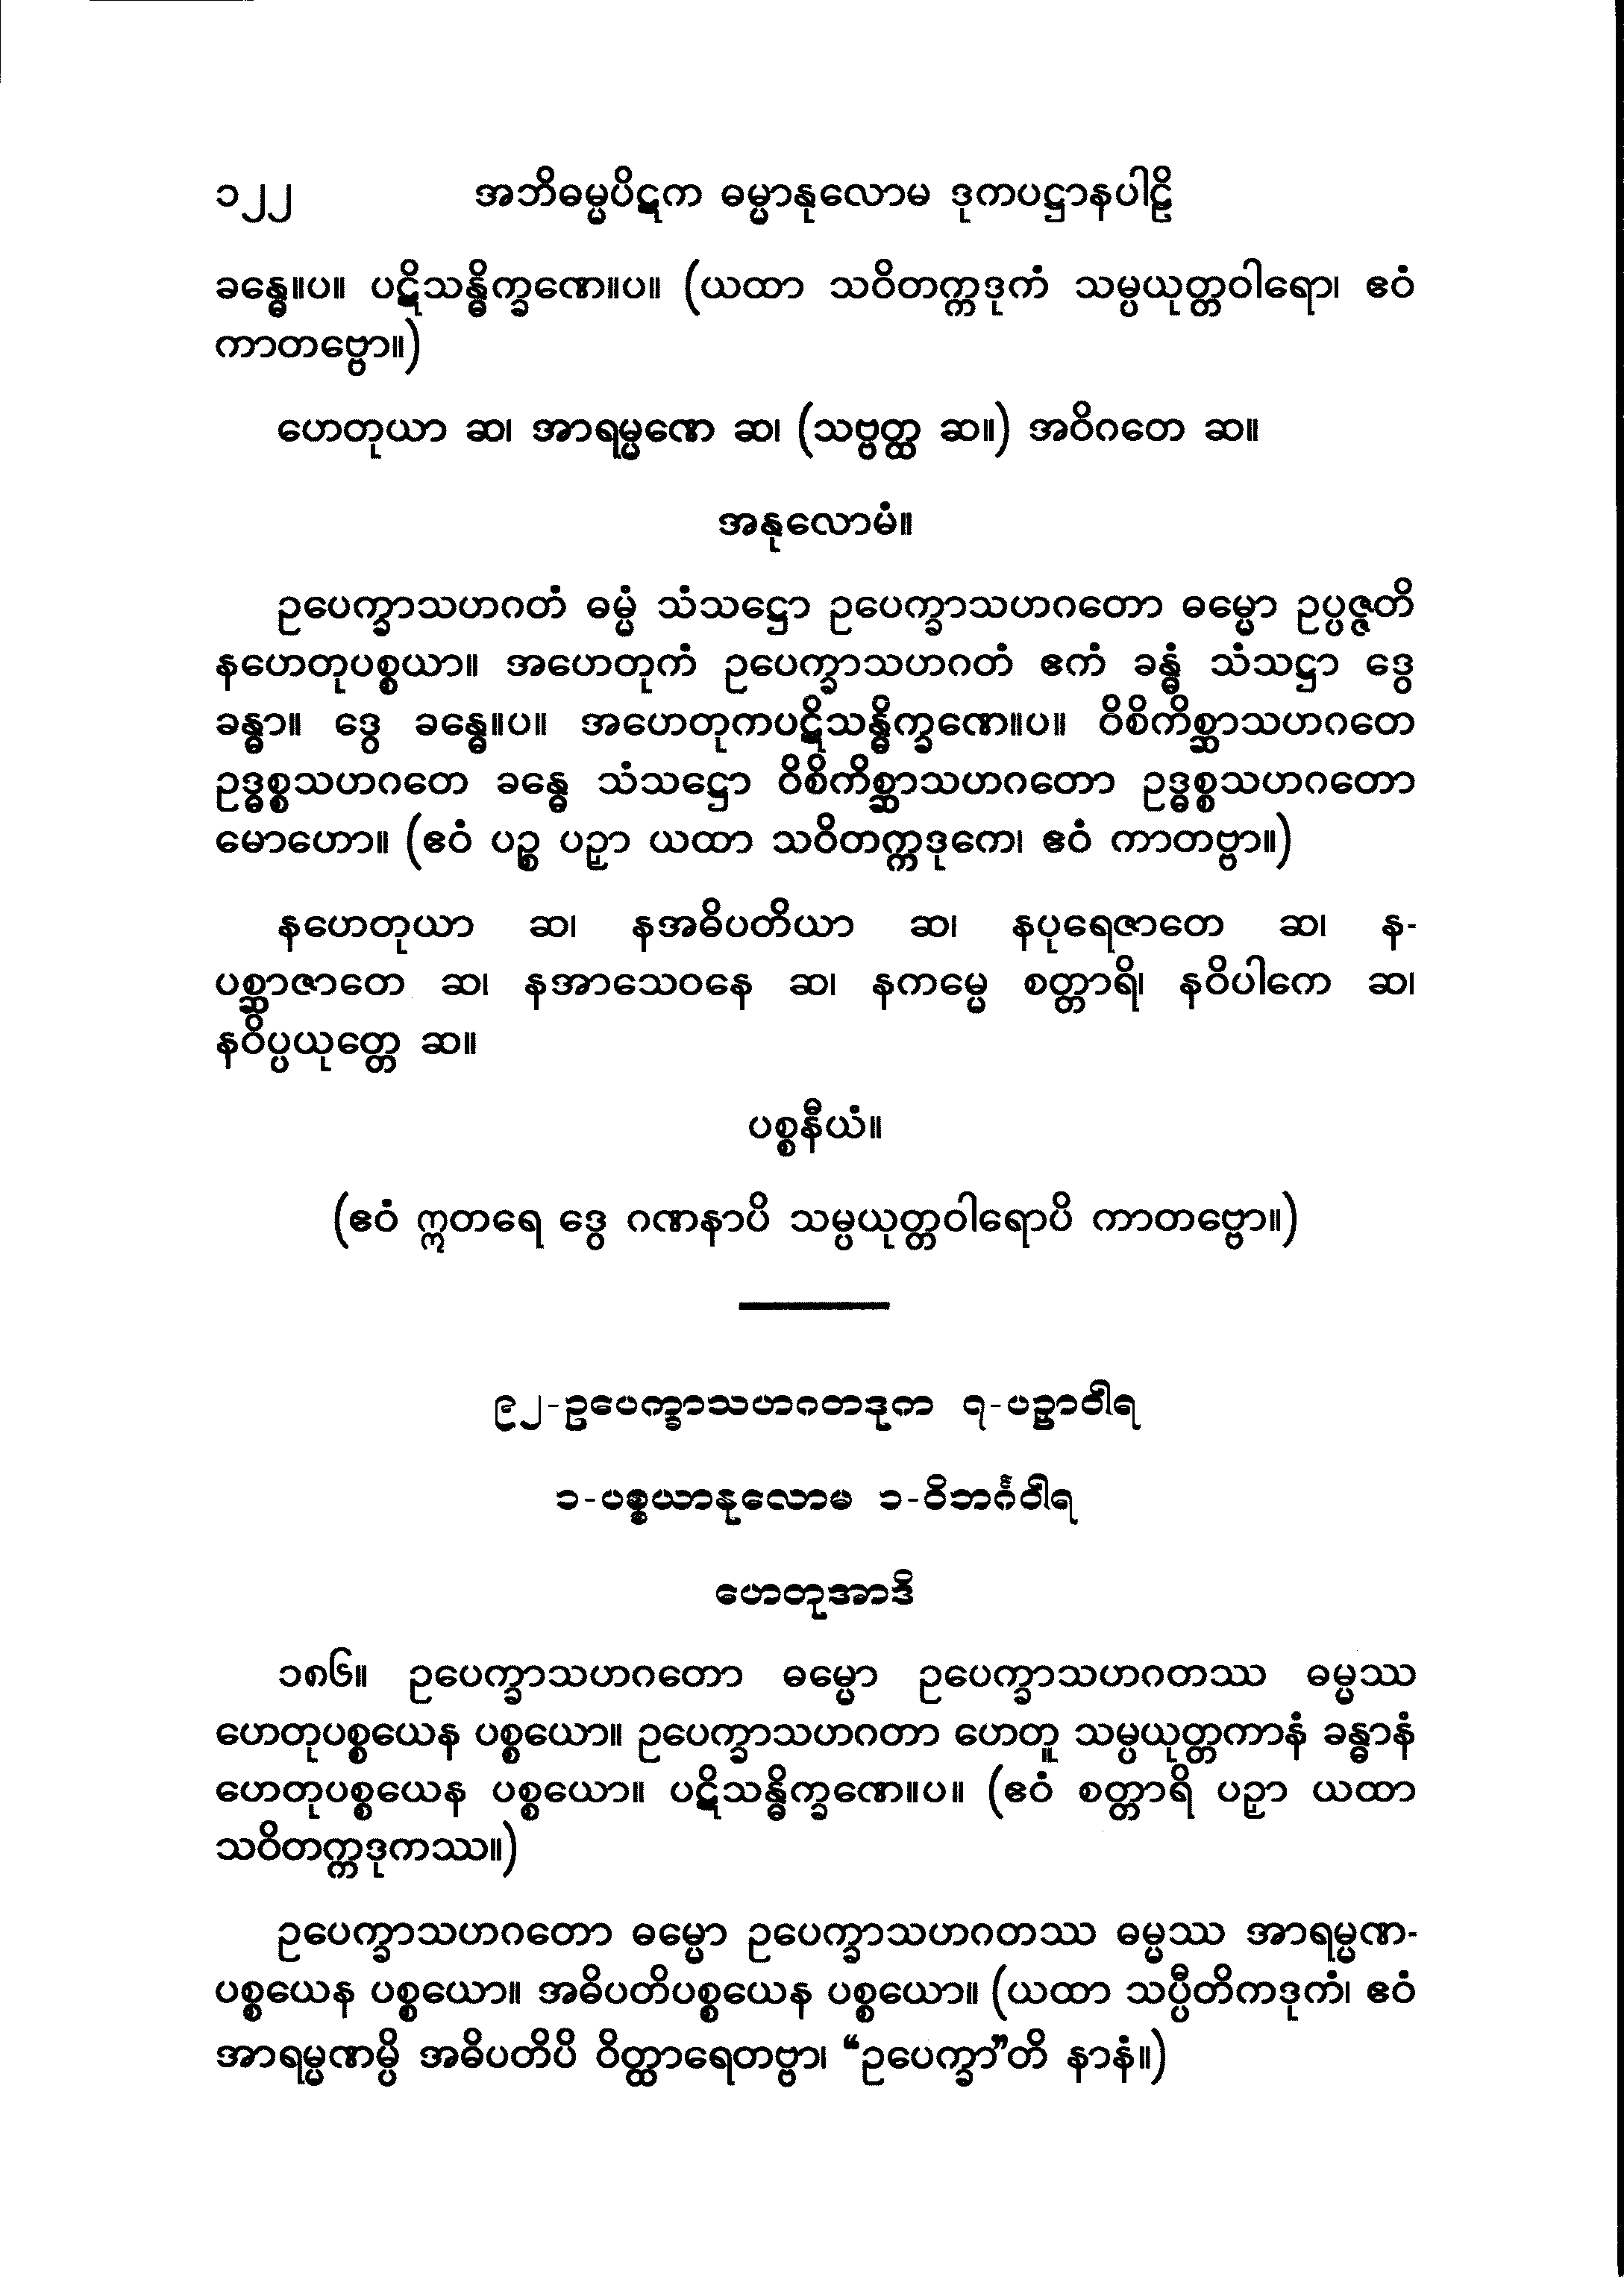 ၁၂၂ အဘိဓမ္မပိဋက ဓမ္မာနုလောမ ဒုကပဋ္ဌာနပါဠိ
ခန္ဓေ။ပ။ ပဋိသန္ဓိက္ခဏေ။ပ။ (ယထာ သဝိတက္ကဒုကံ သမ္ပယုတ္တဝါရော၊ ဧဝံ
ကာတဗ္ဗော။)
ဟေတုယာ ဆ၊ အာရမ္မဏေ ဆ၊ (သဗ္ဗတ္ထ ဆ။) အဝိဂတေ ဆ။
အနုလောမံ။
ဥပေက္ခာသဟဂတံ ဓမ္မံ သံသဋ္ဌော ဥပေက္ခာသဟဂတော ဓမ္မော ဥပ္ပဇ္ဇတိ
နဟေတုပစ္စယာ။ အဟေတုကံ ဥပေက္ခာသဟဂတံ ဧကံ ခန္ဓံ သံသဋ္ဌာ ဒွေ
ခန္ဓာ။ ဒွေ ခန္ဓေ။ပ။ အဟေတုကပဋိသန္ဓိက္ခဏေ။ပ။ ဝိစိကိစ္ဆာသဟဂတေ
ဥဒ္ဓစ္စသဟဂတေ ခန္ဓေ သံသဋ္ဌော ဝိစိကိစ္ဆာသဟဂတော ဥဒ္ဓစ္စသဟဂတော
မောဟော။ (ဧဝံ ပဉ္စ ပဉှာ ယထာ သဝိတက္ကဒုကေ၊ ဧဝံ ကာတဗ္ဗာ။)
နဟေတုယာ ဆ၊ နအဓိပတိယာ ဆ၊ နပုရေဇာတေ ဆ၊ န-
ပစ္ဆာဇာတေ ဆ၊ နအာသေဝနေ ဆ၊ နကမ္မေ စတ္တာရိ၊ နဝိပါကေ ဆ၊
နဝိပ္ပယုတ္တေ ဆ။
ပစ္စနီယံ။
(ဧဝံ ဣတရေ ဒွေ ဂဏနာပိ သမ္ပယုတ္တဝါရောပိ ကာတဗ္ဗော။)
၉၂-ဥပေက္ခာသဟဂတဒုက ၇-ပဉှာဝါရ
၁-ပစ္စယာနုလောမ ၁-ဝိဘင်္ဂဝါရ
ဟေတုအာဒိ
၁၈၆။ ဥပေက္ခာသဟဂတော ဓမ္မော ဥပေက္ခာသဟဂတဿ ဓမ္မဿ
ဟေတုပစ္စယေန ပစ္စယော။ ဥပေက္ခာသဟဂတာ ဟေတူ သမ္ပယုတ္တကာနံ ခန္ဓာနံ
ဟေတုပစ္စယေန ပစ္စယော။ ပဋိသန္ဓိက္ခဏေ။ပ။ (ဧဝံ စတ္တာရိ ပဉှာ ယထာ
သဝိတက္ကဒုကဿ။)
ဥပေက္ခာသဟဂတော ဓမ္မော ဥပေက္ခာသဟဂတဿ ဓမ္မဿ အာရမ္မဏ-
ပစ္စယေန ပစ္စယော။ အဓိပတိပစ္စယေန ပစ္စယော။ (ယထာ သပ္ပီတိကဒုကံ၊ ဧဝံ
အာရမ္မဏမ္ပိ အဓိပတိပိ ဝိတ္ထာရေတဗ္ဗာ၊ “ဥပေက္ခာ”တိ နာနံ။)